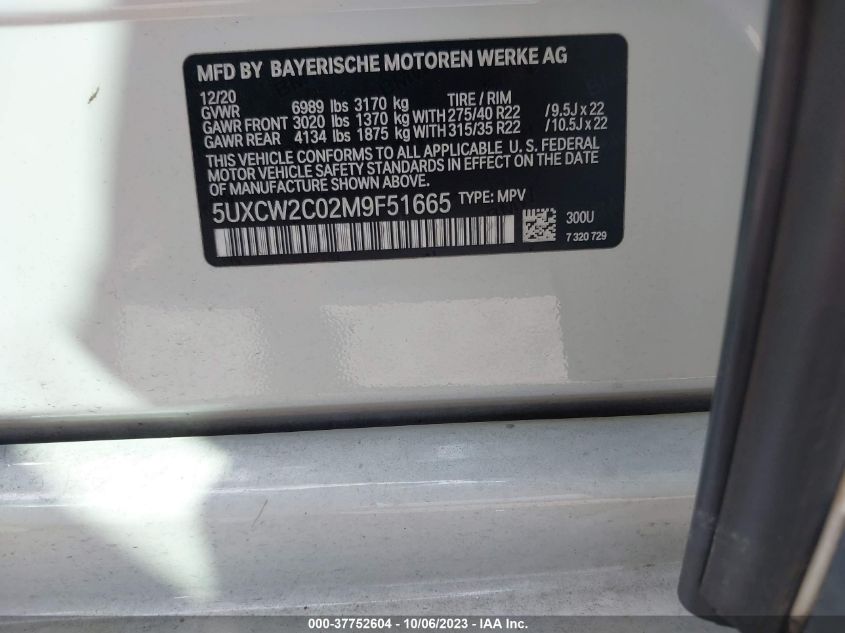 MFD BY BAYERISCHE MOTOREN WERKE AG
12/20
GVWR 6989 lbs 3170 kg TIRE / RIM
GAWR FRONT 3020 lbs 1370 kg WITH 275/40 R22 /9.5J x 22
GAWR REAR 4134 lbs 1875 kg WITH 315/35 R22 /10.5J x 22
THIS VEHICLE CONFORMS TO ALL APPLICABLE U. S. FEDERAL
MOTOR VEHICLE SAFETY STANDARDS IN EFFECT ON THE
DATE OF MANUFACTURE SHOWN ABOVE.
5UXCW2C02M9F51665 TYPE: MPV
300U
7 320 729
000-37752604 - 10/06/2023 - IAA Inc.